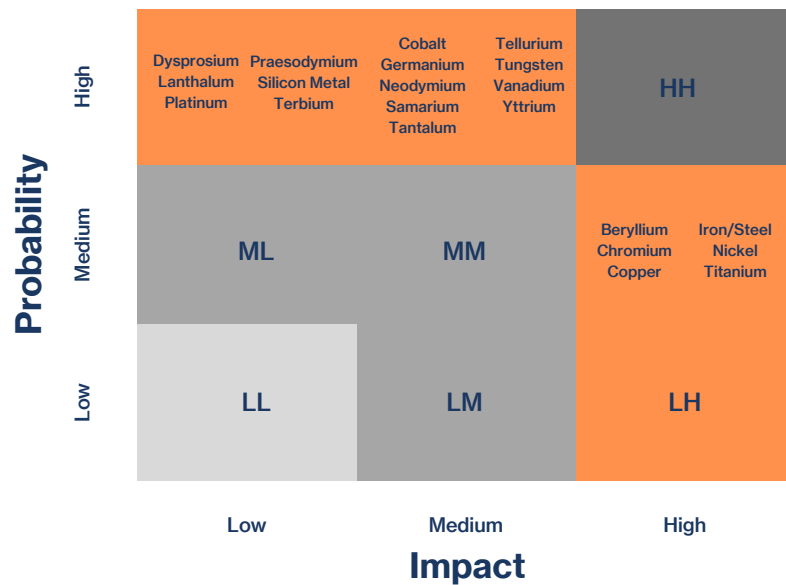 Probability
High
Medium
Low
Dysprosium
Lanthalum
Platinum
Praesodymium
Silicon Metal
Terbium
Cobalt
Germanium
Neodymium
Samarium
Tantalum
Tellurium
Tungsten
Vanadium
Yttrium
HH
ML
MM
Beryllium
Chromium
Copper
Iron/Steel
Nickel
Titanium
LL
LM
LH
Low
Medium
High
Impact